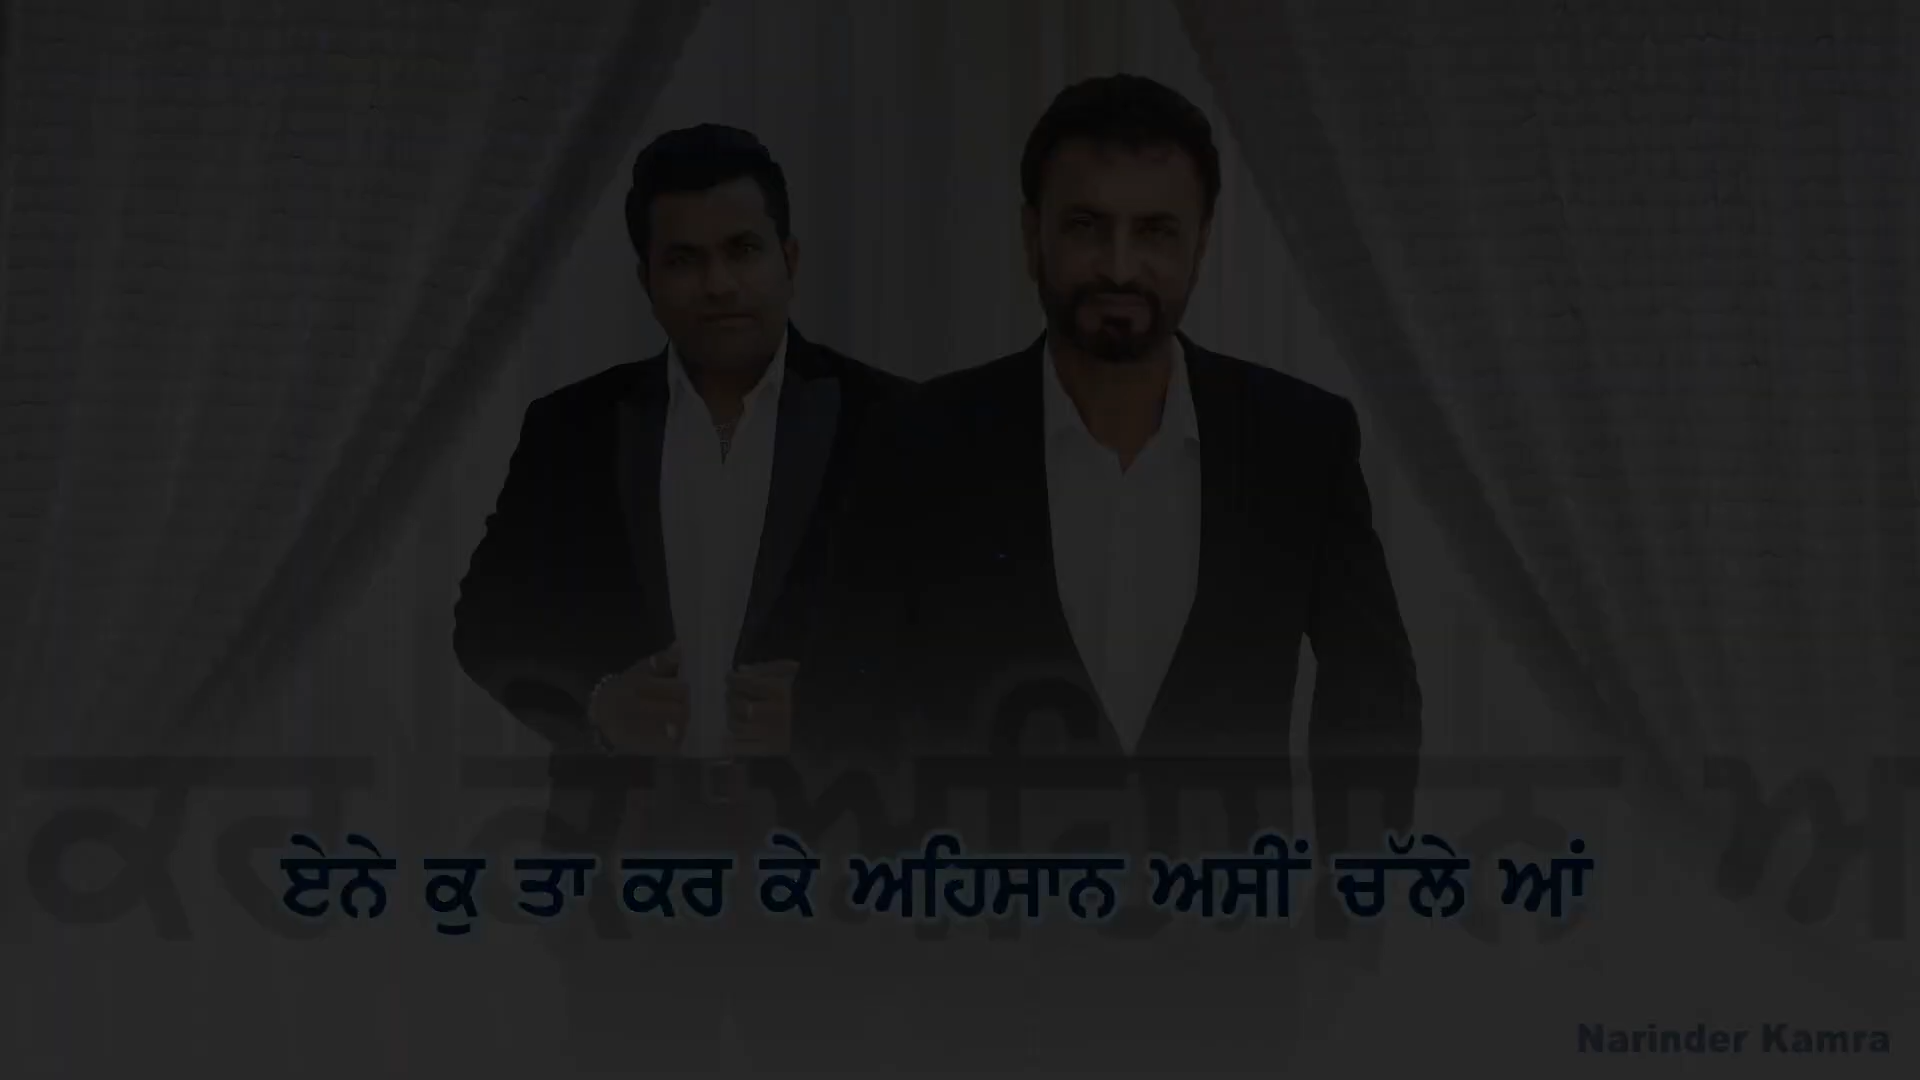 ਏਨੇ ਕੁ ਤਾ ਕਰ ਕੇ ਅਹਿਸਾਨ ਅਸੀਂ ਚੱਲੇ ਆਂ
Narinder Kamra